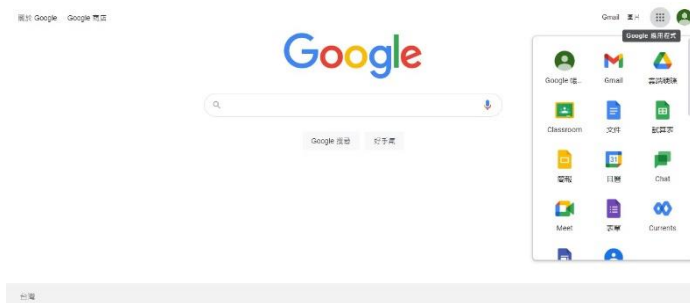 關於 Google Google 商店
Gmail 圖片
Google 應用程式
Google
Google 搜尋 好手氣
Google 帳...
Gmail
雲端硬碟
Classroom
文件
試算表
簡報
日曆
31
Chat
Meet
表單
Currents
台灣